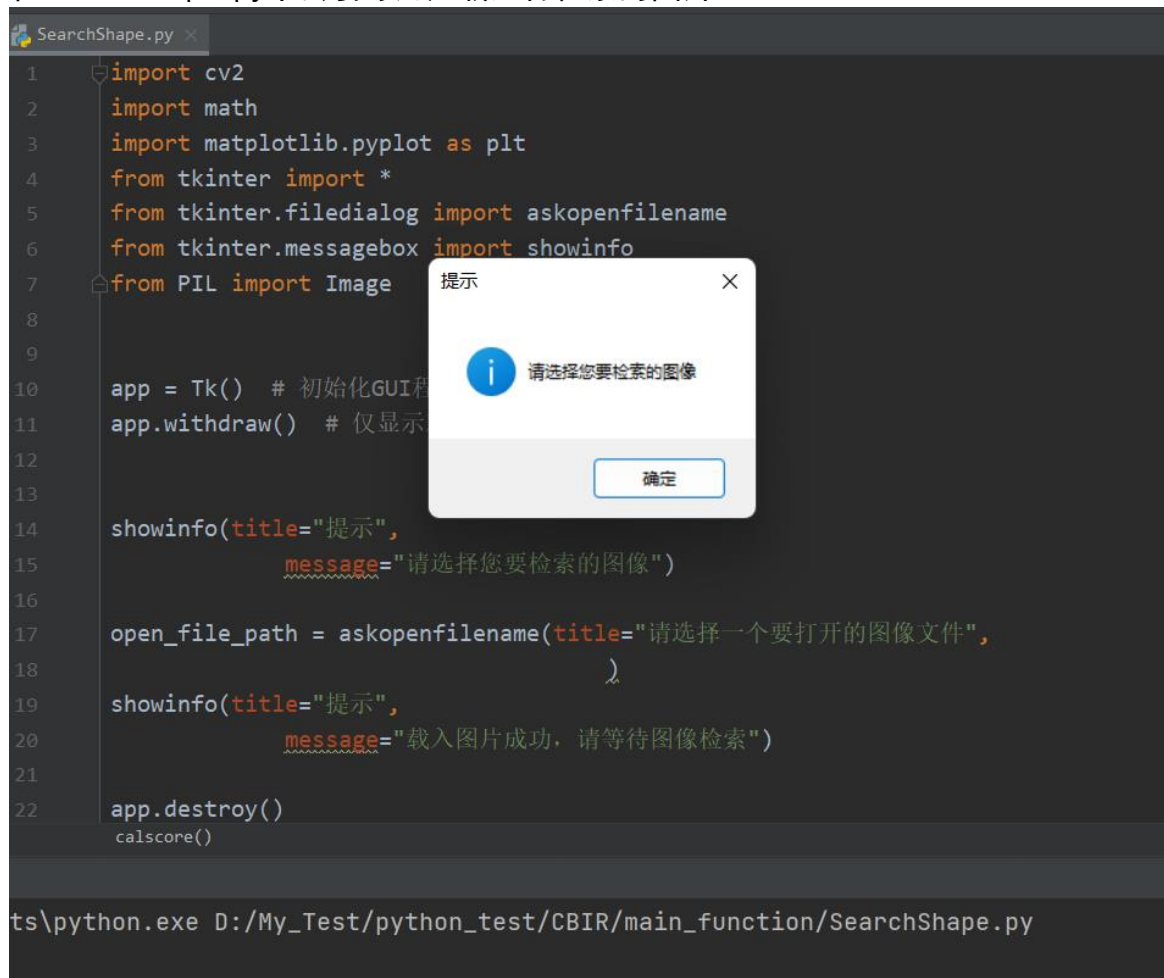 SearchShape.py
1 import cv2
2 import math
3 import matplotlib.pyplot as plt
4 from tkinter import *
5 from tkinter.filedialog import askopenfilename
6 from tkinter.messagebox import showinfo
7 from PIL import Image
8
9
10 app = Tk() # 初始化GUI程
11 app.withdraw() # 仅显示
12
13
14 showinfo(title="提示",
15 message="请选择您要检索的图像")
16
17 open_file_path = askopenfilename(title="请选择一个要打开的图像文件",
18 )
19 showinfo(title="提示",
20 message="载入图片成功，请等待图像检索")
21
22 app.destroy()
calscore()
提示
请选择您要检索的图像
确定
ts\python.exe D:/My_Test/python_test/CBIR/main_function/SearchShape.py